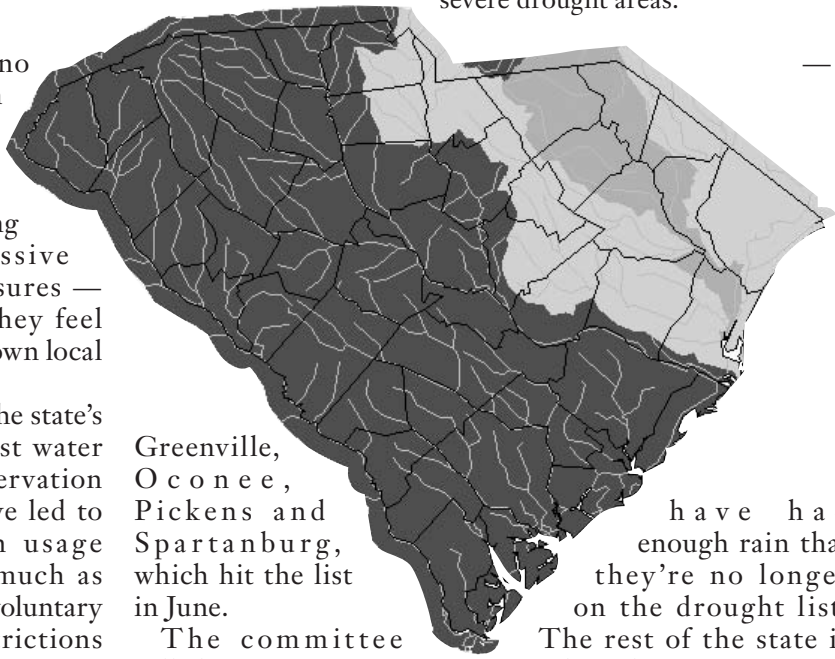 severe drought areas.
no
ng
ssive
sures —
hey feel
own local
he state's
st water
ervation
ve led to
n usage
much as
voluntary
rictions
Greenville,
Oconee,
Pickens and
Spartanburg,
which hit the list
in June.
The committee
—
have ha
enough rain tha
they're no longe
on the drought list
The rest of the state i